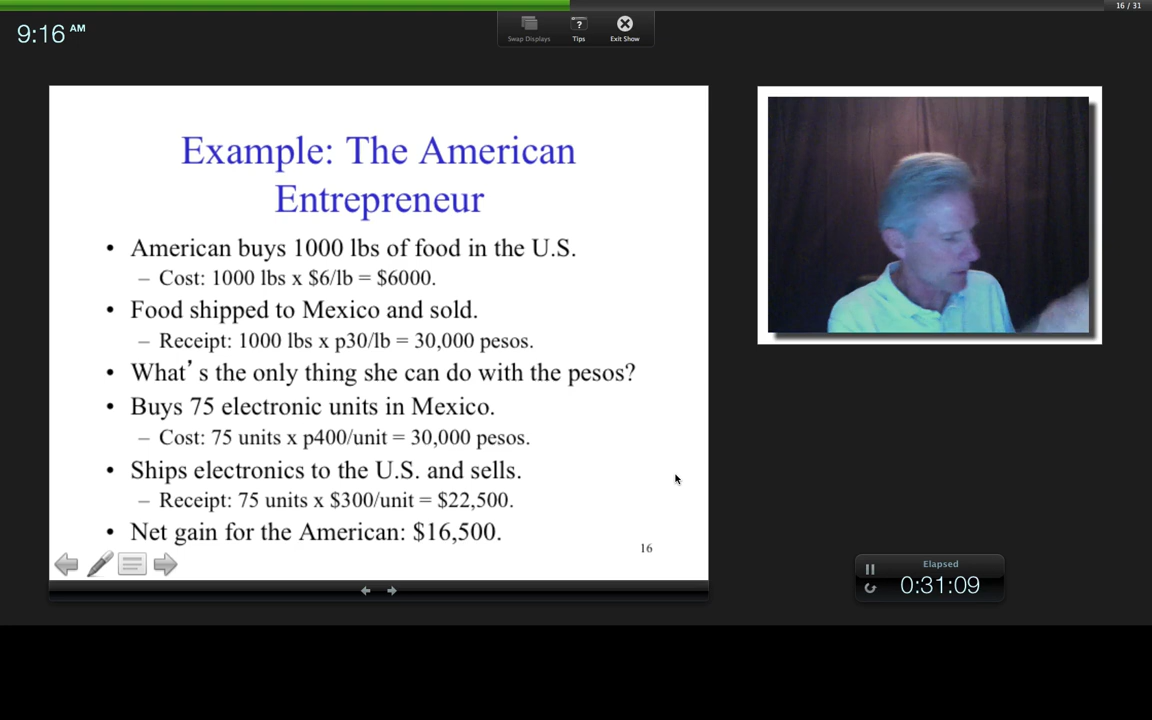 16 / 31
9:16 AM
Swap Displays
Tips
Exit Show
Example: The American
Entrepreneur
• American buys 1000 lbs of food in the U.S.
– Cost: 1000 lbs x $6/lb = $6000.
• Food shipped to Mexico and sold.
– Receipt: 1000 lbs x p30/lb = 30,000 pesos.
• What’s the only thing she can do with the pesos?
• Buys 75 electronic units in Mexico.
– Cost: 75 units x p400/unit = 30,000 pesos.
• Ships electronics to the U.S. and sells.
– Receipt: 75 units x $300/unit = $22,500.
• Net gain for the American: $16,500.
16
Elapsed
0:31:09